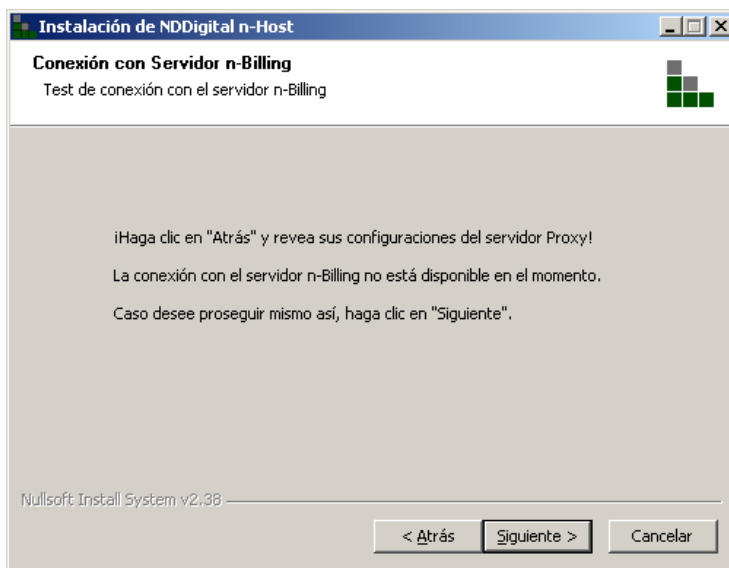 Instalación de NDDigital n-Host
Conexión con Servidor n-Billing
Test de conexión con el servidor n-Billing
¡Haga clic en "Atrás" y revea sus configuraciones del servidor Proxy!
La conexión con el servidor n-Billing no está disponible en el momento.
Caso desee proseguir mismo así, haga clic en "Siguiente".
Nullsoft Install System v2.38
< Atrás
Siguiente >
Cancelar